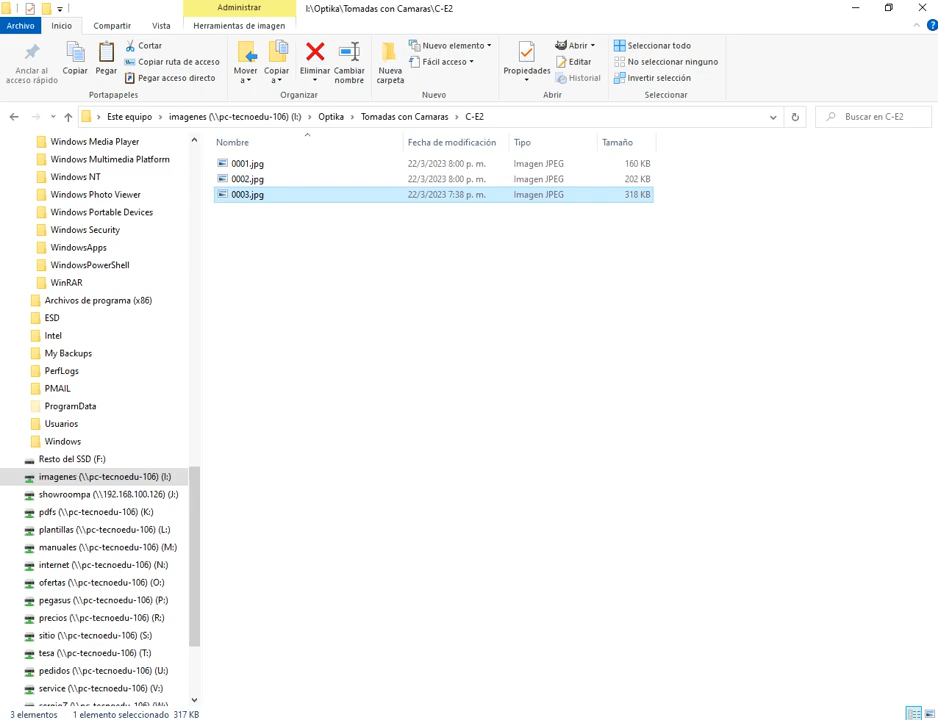 Administrar
I:\Optika\Tomadas con Camaras\C-E2
Archivo Inicio Compartir Vista Herramientas de imagen
Anclar al acceso rápido
Copiar
Pegar
Cortar
Copiar ruta de acceso
Pegar acceso directo
Portapapeles
Mover a
Copiar a
Eliminar
Cambiar nombre
Organizar
Nueva carpeta
Nuevo elemento
Fácil acceso
Nuevo
Propiedades
Abrir
Editar
Historial
Abrir
Seleccionar todo
No seleccionar ninguno
Invertir selección
Seleccionar
Este equipo > imagenes (\\pc-tecnoedu-106) (I:) > Optika > Tomadas con Camaras > C-E2
Buscar en C-E2
Windows Media Player
Windows Multimedia Platform
Windows NT
Windows Photo Viewer
Windows Portable Devices
Windows Security
WindowsApps
WindowsPowerShell
WinRAR
Archivos de programa (x86)
ESD
Intel
My Backups
PerfLogs
PMAIL
ProgramData
Usuarios
Windows
Resto del SSD (F:)
imagenes (\\pc-tecnoedu-106) (I:)
showroompa (\\192.168.100.126) (J:)
pdfs (\\pc-tecnoedu-106) (K:)
plantillas (\\pc-tecnoedu-106) (L:)
manuales (\\pc-tecnoedu-106) (M:)
internet (\\pc-tecnoedu-106) (N:)
ofertas (\\pc-tecnoedu-106) (O:)
pegasus (\\pc-tecnoedu-106) (P:)
precios (\\pc-tecnoedu-106) (R:)
sitio (\\pc-tecnoedu-106) (S:)
tesa (\\pc-tecnoedu-106) (T:)
pedidos (\\pc-tecnoedu-106) (U:)
service (\\pc-tecnoedu-106) (V:)
sergioZ (\\pc-tecnoedu-106) (W:)
Nombre Fecha de modificación Tipo Tamaño
0001.jpg 22/3/2023 8:00 p. m. Imagen JPEG 160 KB
0002.jpg 22/3/2023 8:00 p. m. Imagen JPEG 202 KB
0003.jpg 22/3/2023 7:38 p. m. Imagen JPEG 318 KB
3 elementos 1 elemento seleccionado 317 KB